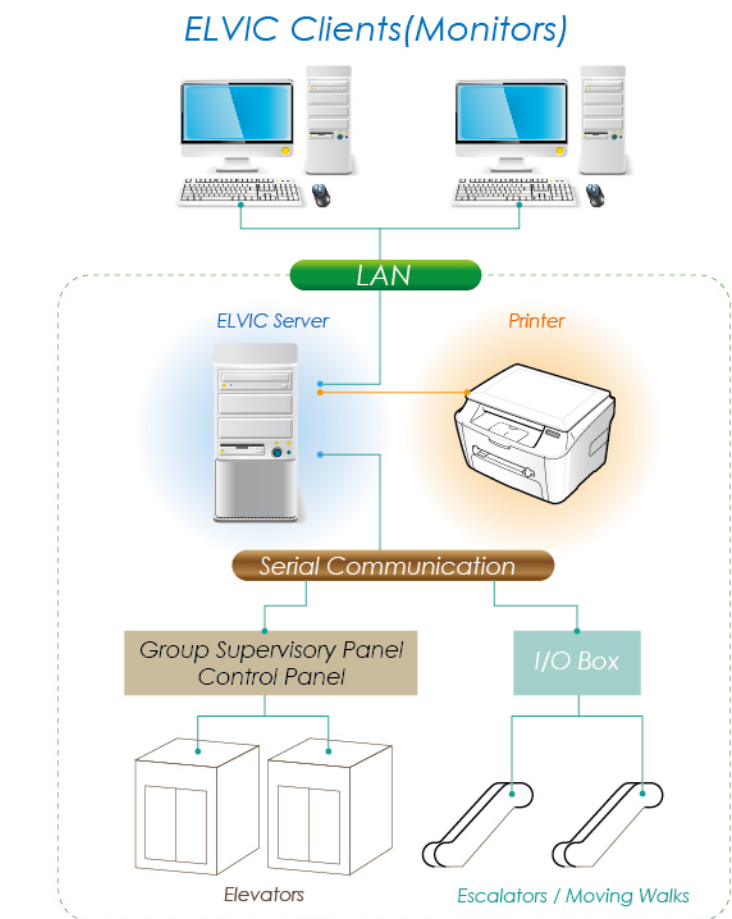 ELVIC Clients(Monitors)
LAN
ELVIC Server
Printer
Serial Communication
Group Supervisory Panel
Control Panel
I/O Box
Elevators
Escalators / Moving Walks